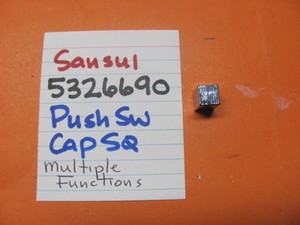 Sansui
5326690
Push Sw
Cap SQ
Multiple
Functions